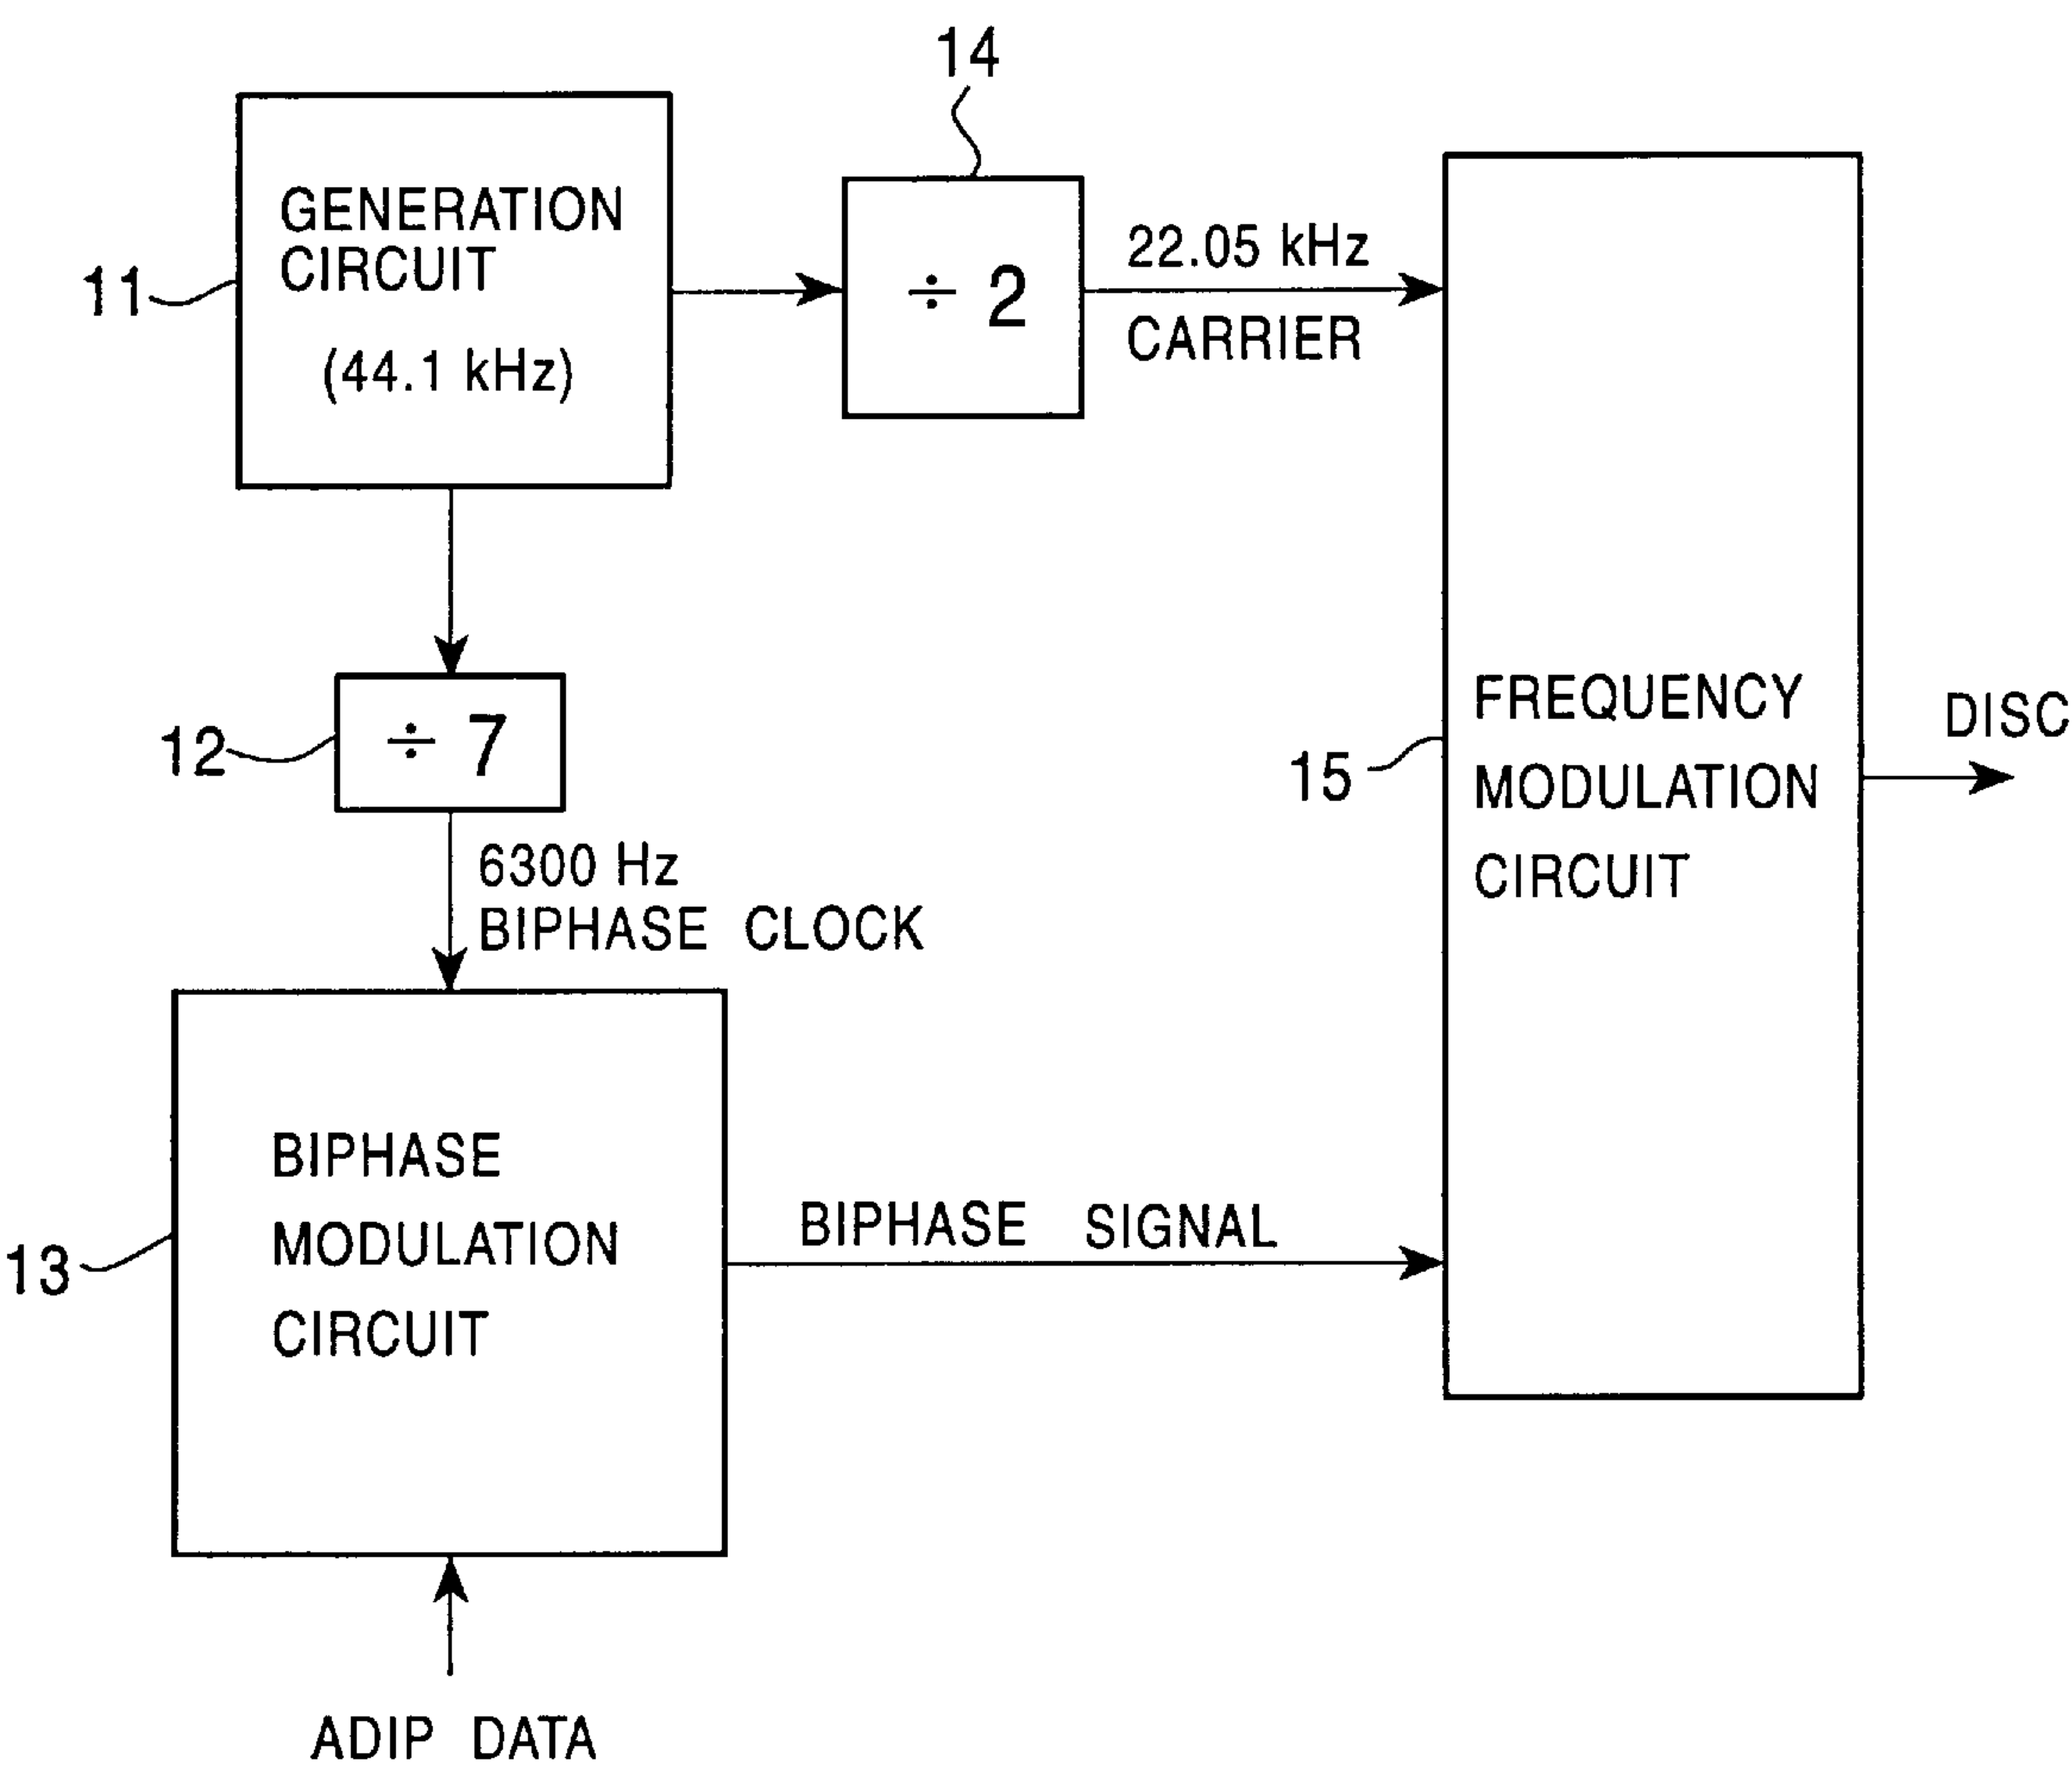 14
GENERATION
CIRCUIT
(44.1 kHz)
11
÷ 2
22.05 kHz
CARRIER
12
÷ 7
6300 Hz
BIPHASE CLOCK
FREQUENCY
MODULATION
CIRCUIT
15
DISC
BIPHASE
MODULATION
CIRCUIT
13
BIPHASE SIGNAL
ADIP DATA